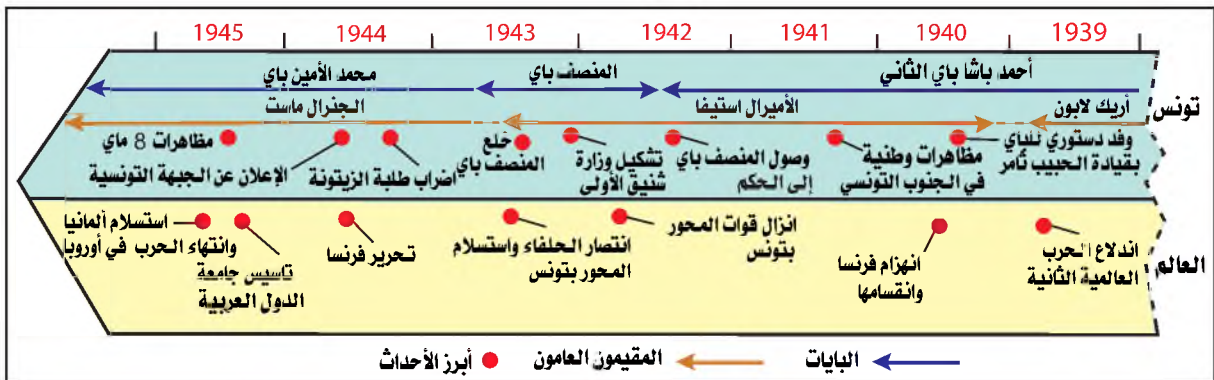 1939 1940 1941 1942 1943 1944 1945
تونس
أحمد باشا باي الثاني
المنصف باي
محمد الأمين باي
أريك لابون
الأميرال استيفا
الجنرال ماست
وفد دستوري للباي
بقيادة الحبيب ثامر
مظاهرات وطنية
في الجنوب التونسي
وصول المنصف باي
إلى الحكم
تشكيل وزارة
شنيق الأولى
خلع
المنصف باي
اضراب طلبة الزيتونة
الإعلان عن الجبهة التونسية
مظاهرات 8 ماي
العالم
اندلاع الحرب
العالمية الثانية
انهزام فرنسا
وانقسامها
انزال قوات المحور
بتونس
انتصار الحلفاء واستسلام
المحور بتونس
تحرير فرنسا
تاسيس جامعة
الدول العربية
استسلام ألمانيا
وانتهاء الحرب في أوروبا
البايات
المقيمون العامون
أبرز الأحداث